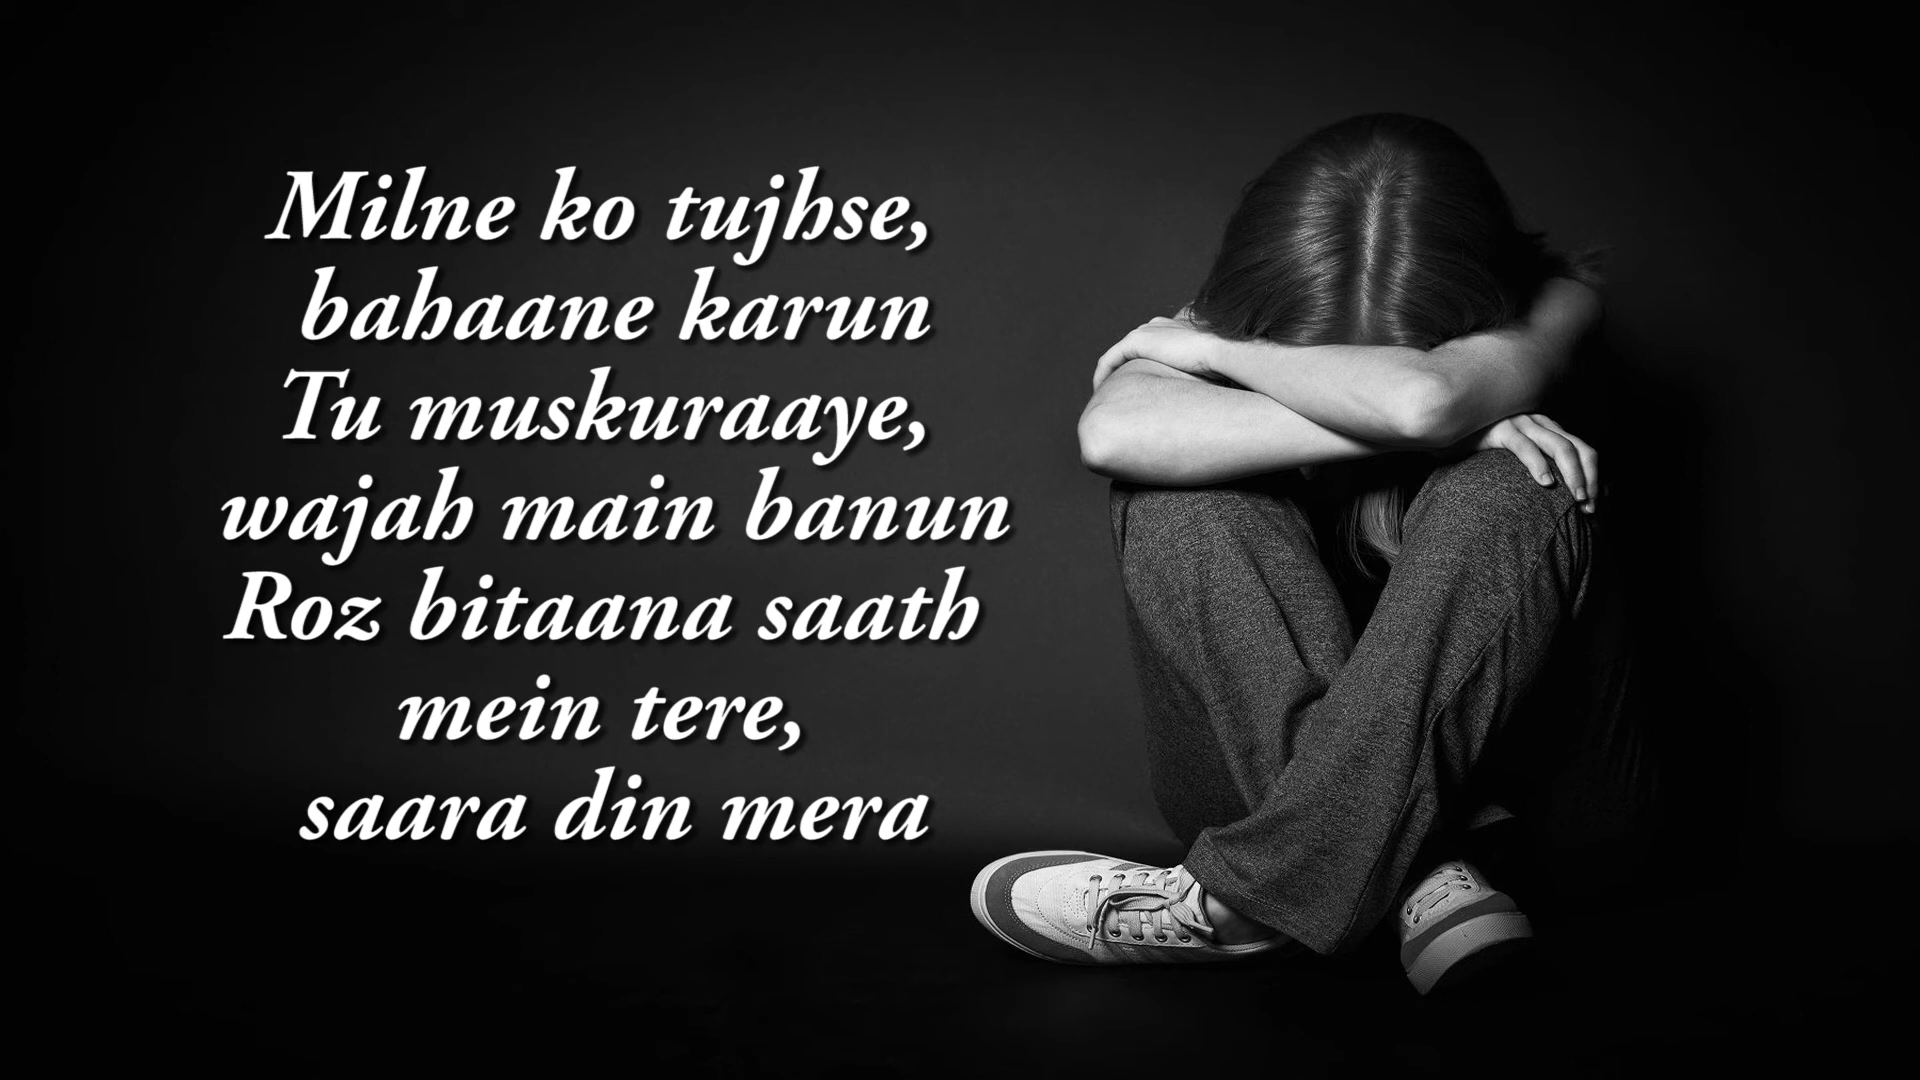 Milne ko tujhse,
bahaane karun
Tu muskuraaye,
wajah main banun
Roz bitaana saath
mein tere,
saara din mera